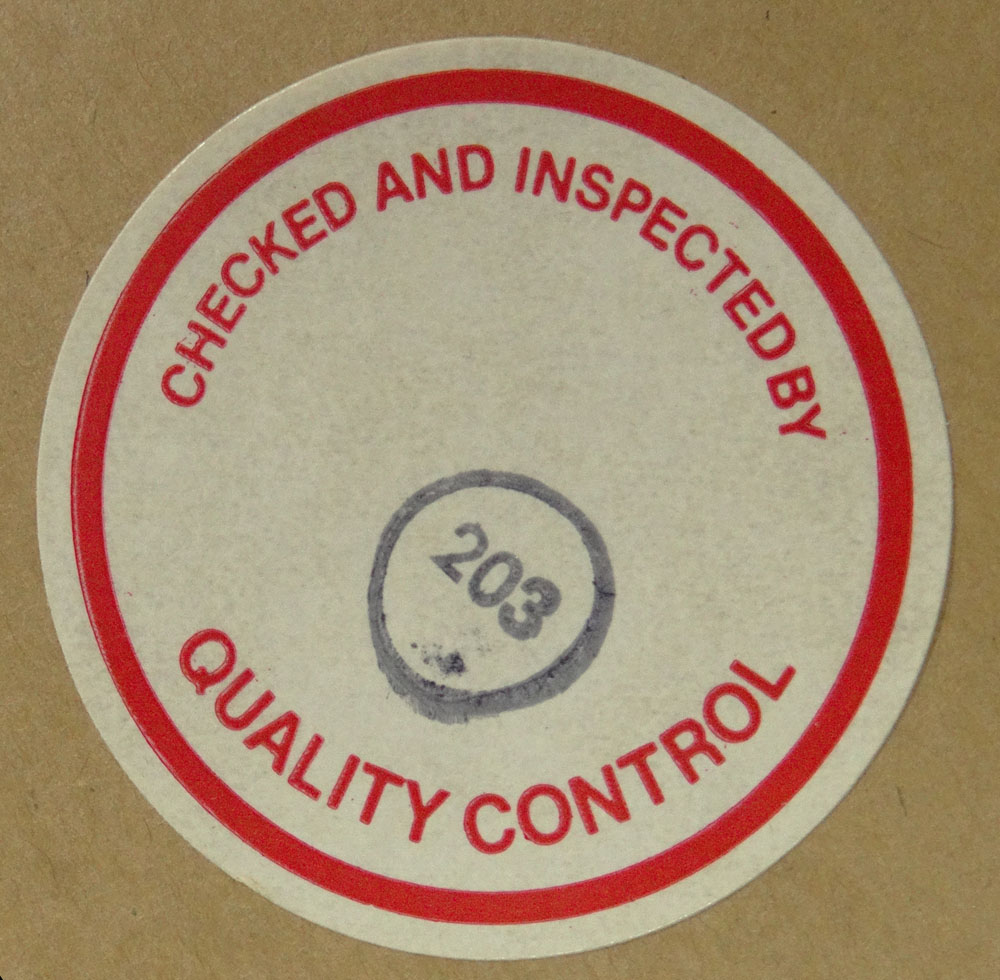 CHECKED AND INSPECTED BY
203
QUALITY CONTROL